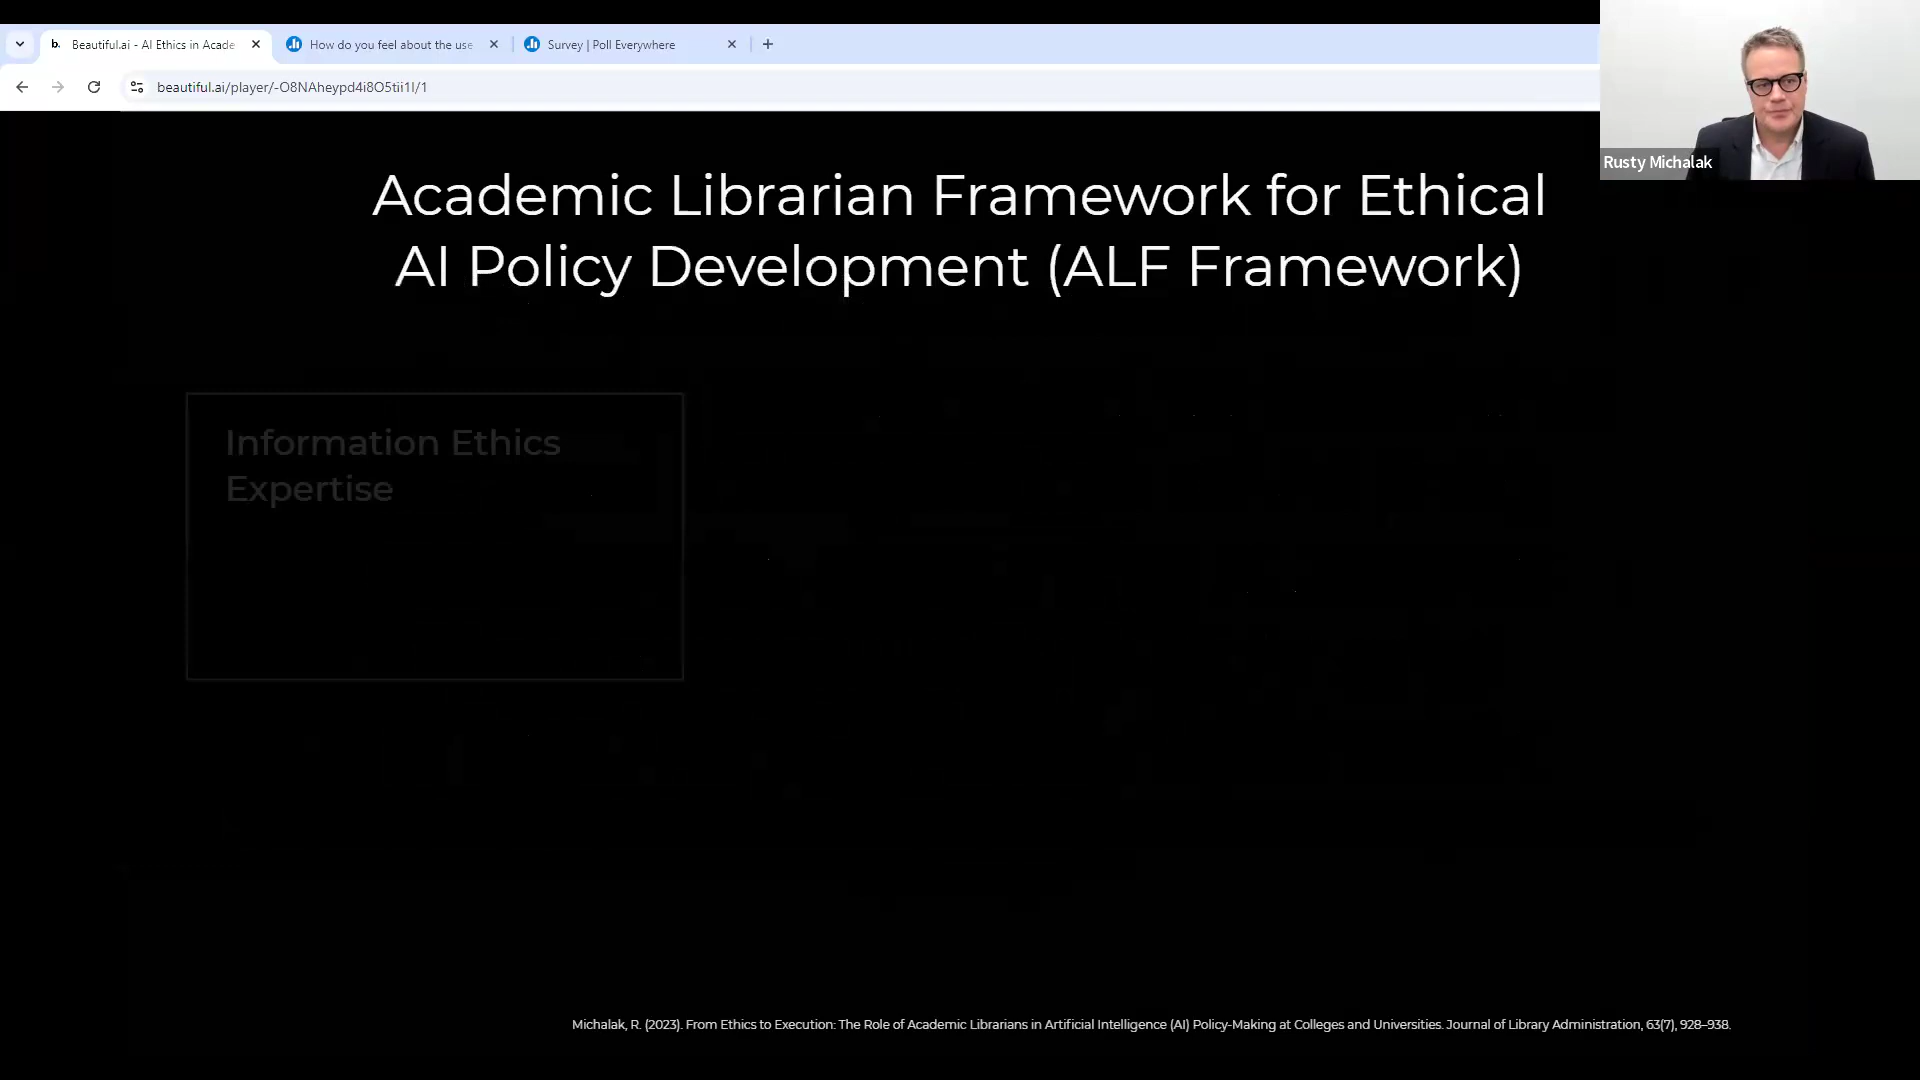 Beautiful.ai - AI Ethics in Acade
How do you feel about the use
Survey | Poll Everywhere
beautiful.ai/player/-O8NAheypd4i8O5tii1I/1
Rusty Michalak
Academic Librarian Framework for Ethical
AI Policy Development (ALF Framework)
Information Ethics
Expertise
Michalak, R. (2023). From Ethics to Execution: The Role of Academic Librarians in Artificial Intelligence (AI) Policy-Making at Colleges and Universities. Journal of Library Administration, 63(7), 928–938.